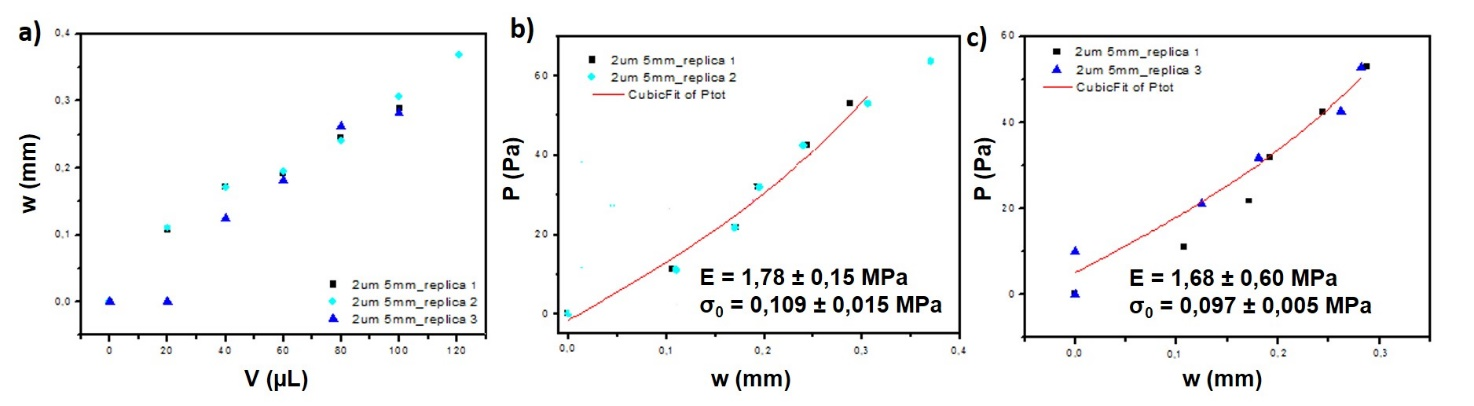 a)
0,4
0,3
0,2
0,1
0,0
w (mm)
2um 5mm_replica 1
2um 5mm_replica 2
2um 5mm_replica 3
0
20
40
60
80
100
120
V (µL)
b)
60
40
20
0
P (Pa)
2um 5mm_replica 1
2um 5mm_replica 2
CubicFit of Ptot
E = 1,78 ± 0,15 MPa
σ₀ = 0,109 ± 0,015 MPa
0,0
0,1
0,2
0,3
0,4
w (mm)
c)
60
40
20
0
P (Pa)
2um 5mm_replica 1
2um 5mm_replica 3
CubicFit of Ptot
E = 1,68 ± 0,60 MPa
σ₀ = 0,097 ± 0,005 MPa
0,0
0,1
0,2
0,3
w (mm)